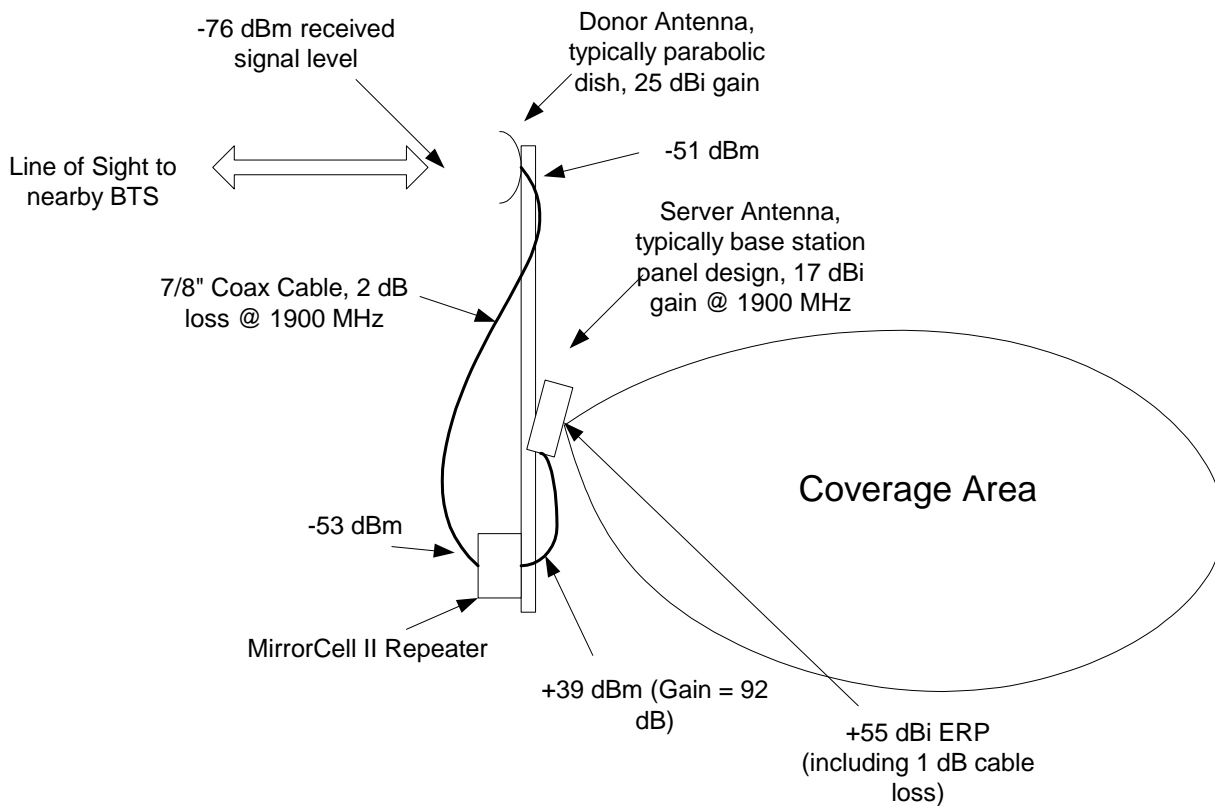 -76 dBm received
signal level
Donor Antenna,
typically parabolic
dish, 25 dBi gain
Line of Sight to
nearby BTS
-51 dBm
Server Antenna,
typically base station
panel design, 17 dBi
gain @ 1900 MHz
7/8" Coax Cable, 2 dB
loss @ 1900 MHz
Coverage Area
-53 dBm
MirrorCell II Repeater
+39 dBm (Gain = 92
dB)
+55 dBi ERP
(including 1 dB cable
loss)